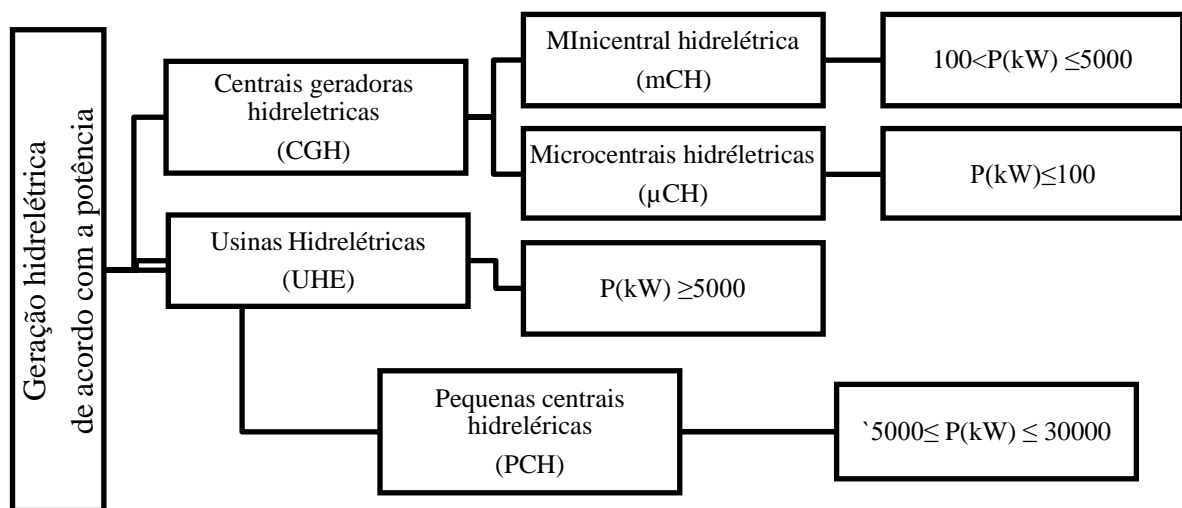 Geração hidrelétrica
de acordo com a potência
Centrais geradoras
hidreletricas
(CGH)
MInicentral hidrelétrica
(mCH)
100<P(kW) ≤5000
Microcentrais hidréletricas
(µCH)
P(kW)≤100
Usinas Hidrelétricas
(UHE)
P(kW) ≥5000
Pequenas centrais
hidreléricas
(PCH)
`5000≤ P(kW) ≤ 30000